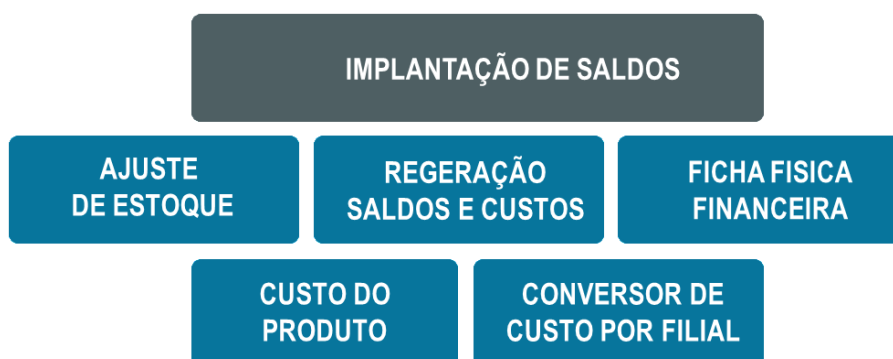 IMPLANTAÇÃO DE SALDOS
AJUSTE
DE ESTOQUE
REGERAÇÃO
SALDOS E CUSTOS
FICHA FISICA
FINANCEIRA
CUSTO DO
PRODUTO
CONVERSOR DE
CUSTO POR FILIAL